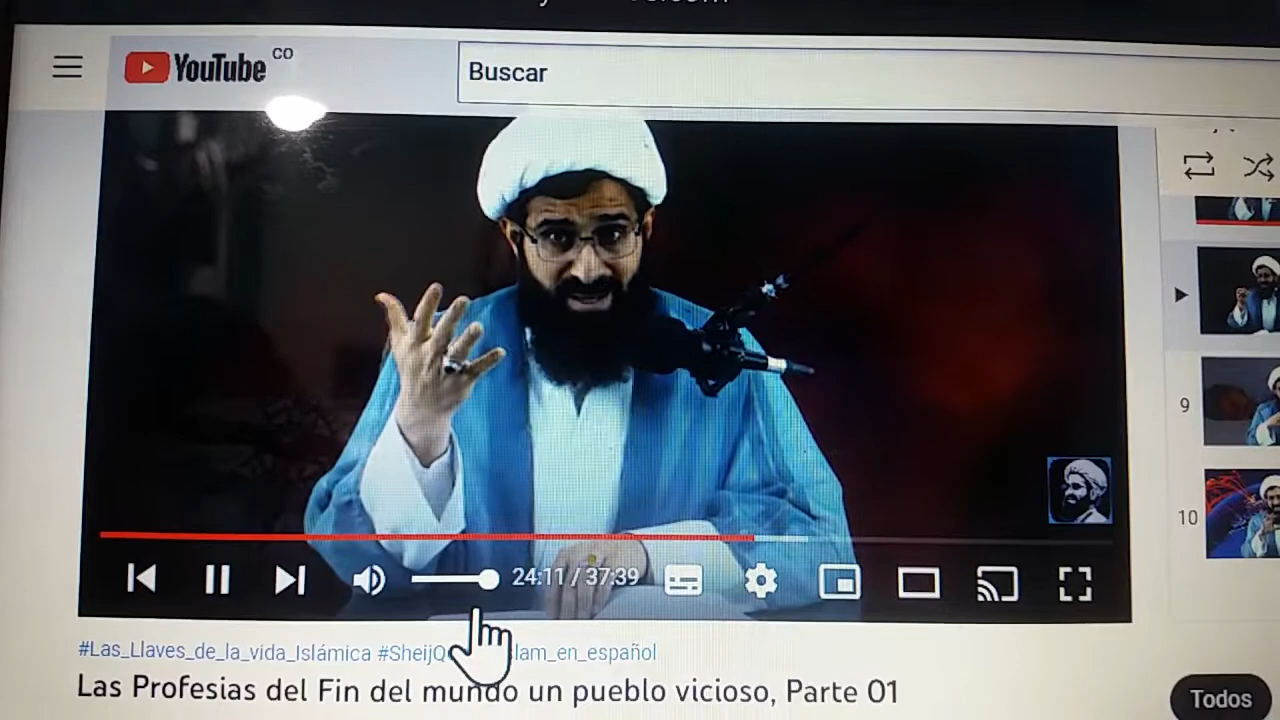 YouTube CO
Buscar
9
10
24:11 / 37:39
#Las_Llaves_de_la_vida_Islámica #SheijQ lam_en_español
Las Profesias del Fin del mundo un pueblo vicioso, Parte 01
Todos